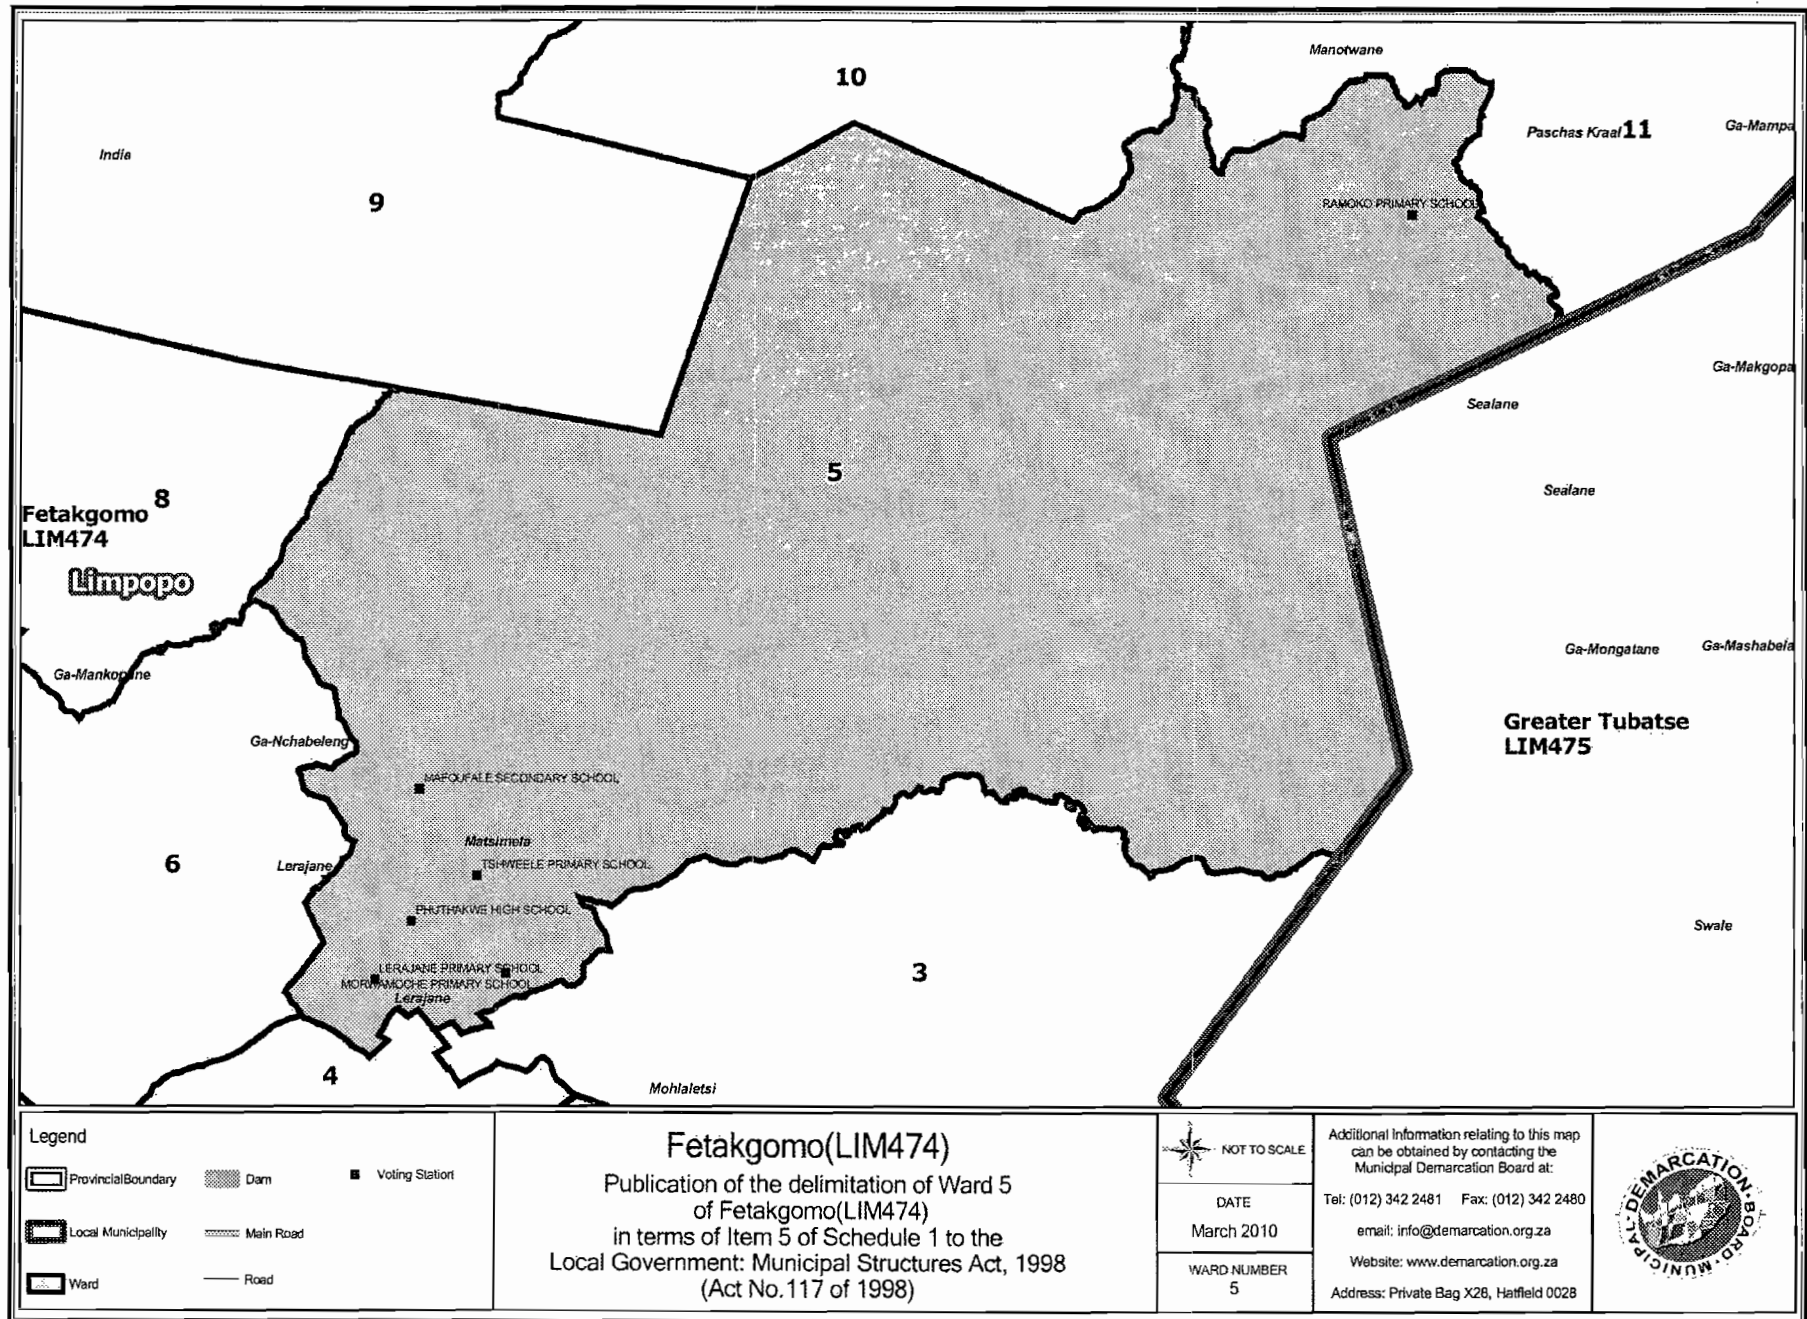 Manotwane
10
Paschas Kraal 11
Ga-Mampa
India
9
RAMOKO PRIMARY SCHOOL
Ga-Makgopa
Sealane
5
Sealane
8
Fetakgomo
LIM474
Limpopo
Ga-Mongatane
Ga-Mashabela
Ga-Mankopane
Greater Tubatse
LIM475
Ga-Nchabeleng
MAFOUFALE SECONDARY SCHOOL
Matsimela
6
Lerajane
TSHWEELE PRIMARY SCHOOL
PHUTHAKWE HIGH SCHOOL
Swale
3
LERAJANE PRIMARY SCHOOL
MORWAMOCHE PRIMARY SCHOOL
Lerajane
4
Mohlaletsi
Legend
ProvincialBoundary
Dam
Voting Station
Local Municipality
Main Road
Ward
Road
Fetakgomo(LIM474)
Publication of the delimitation of Ward 5
of Fetakgomo(LIM474)
in terms of Item 5 of Schedule 1 to the
Local Government: Municipal Structures Act, 1998
(Act No.117 of 1998)
NOT TO SCALE
DATE
March 2010
WARD NUMBER
5
Additional Information relating to this map
can be obtained by contacting the
Municipal Demarcation Board at:
Tel: (012) 342 2481 Fax: (012) 342 2480
email: info@demarcation.org.za
Website: www.demarcation.org.za
Address: Private Bag X28, Hatfield 0028
MUNICIPAL DEMARCATION BOARD